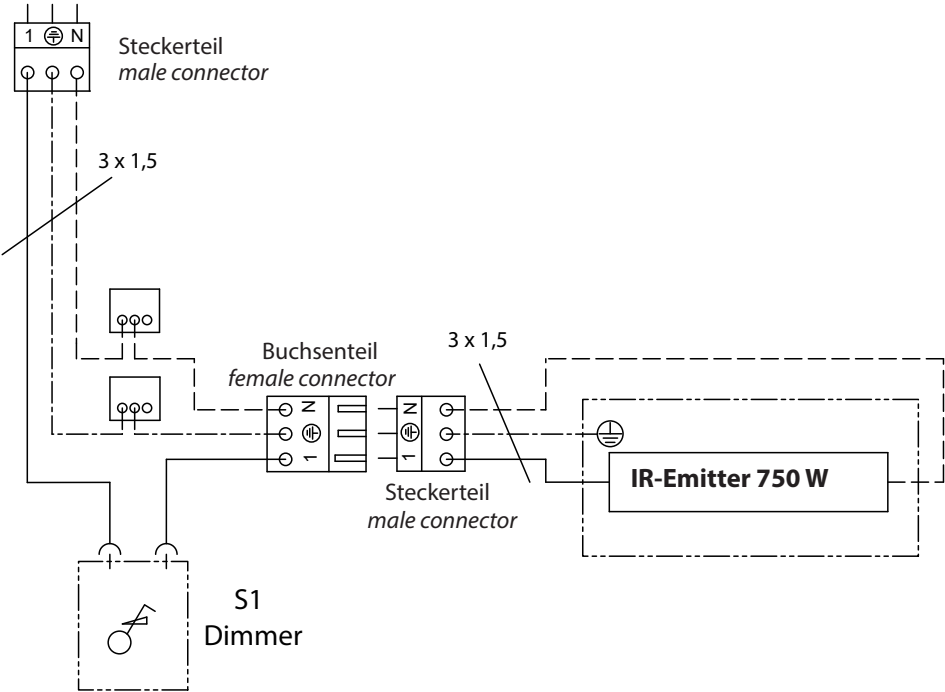 1 N
Steckerteil
male connector
3 x 1,5
Buchsenteil
female connector
3 x 1,5
N
1
N
1
IR-Emitter 750 W
Steckerteil
male connector
S1
Dimmer